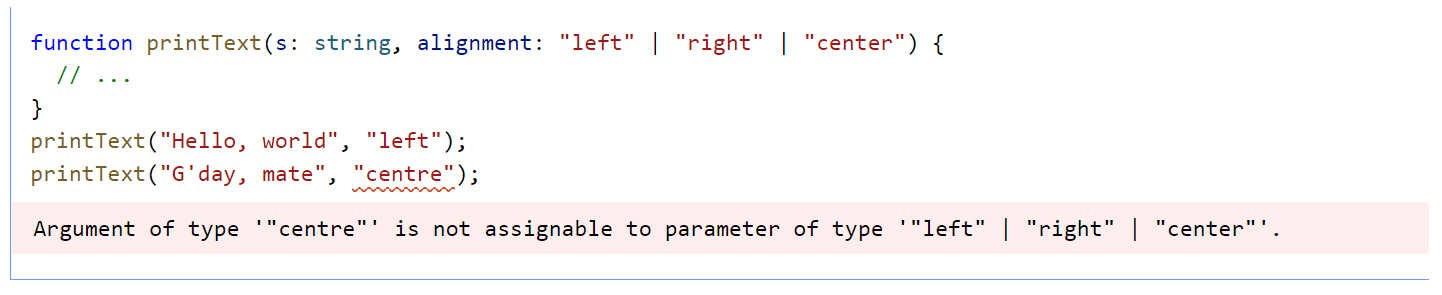 function printText(s: string, alignment: "left" | "right" | "center") {
  // ...
}
printText("Hello, world", "left");
printText("G'day, mate", "centre");
Argument of type '"centre"' is not assignable to parameter of type '"left" | "right" | "center"'.